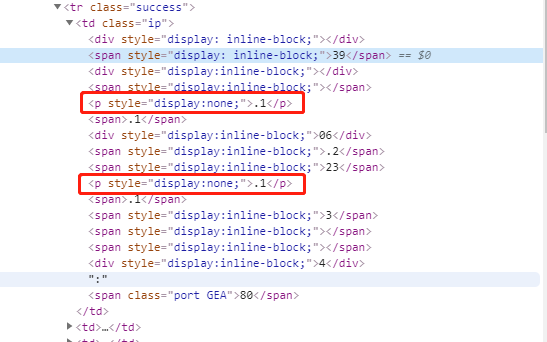 ▼<tr class="success">
▼<td class="ip">
<div style="display: inline-block;"></div>
<span style="display: inline-block;">39</span> == $0
<div style="display:inline-block;"></div>
<span style="display:inline-block;"></span>
<p style="display:none;">.1</p>
<span>.1</span>
<div style="display:inline-block;">06</div>
<span style="display:inline-block;">.2</span>
<span style="display:inline-block;">23</span>
<p style="display:none;">.1</p>
<span>.1</span>
<span style="display:inline-block;">3</span>
<span style="display:inline-block;"></span>
<span style="display:inline-block;"></span>
<div style="display:inline-block;">4</div>
":"
<span class="port GEA">80</span>
</td>
▶<td>…</td>